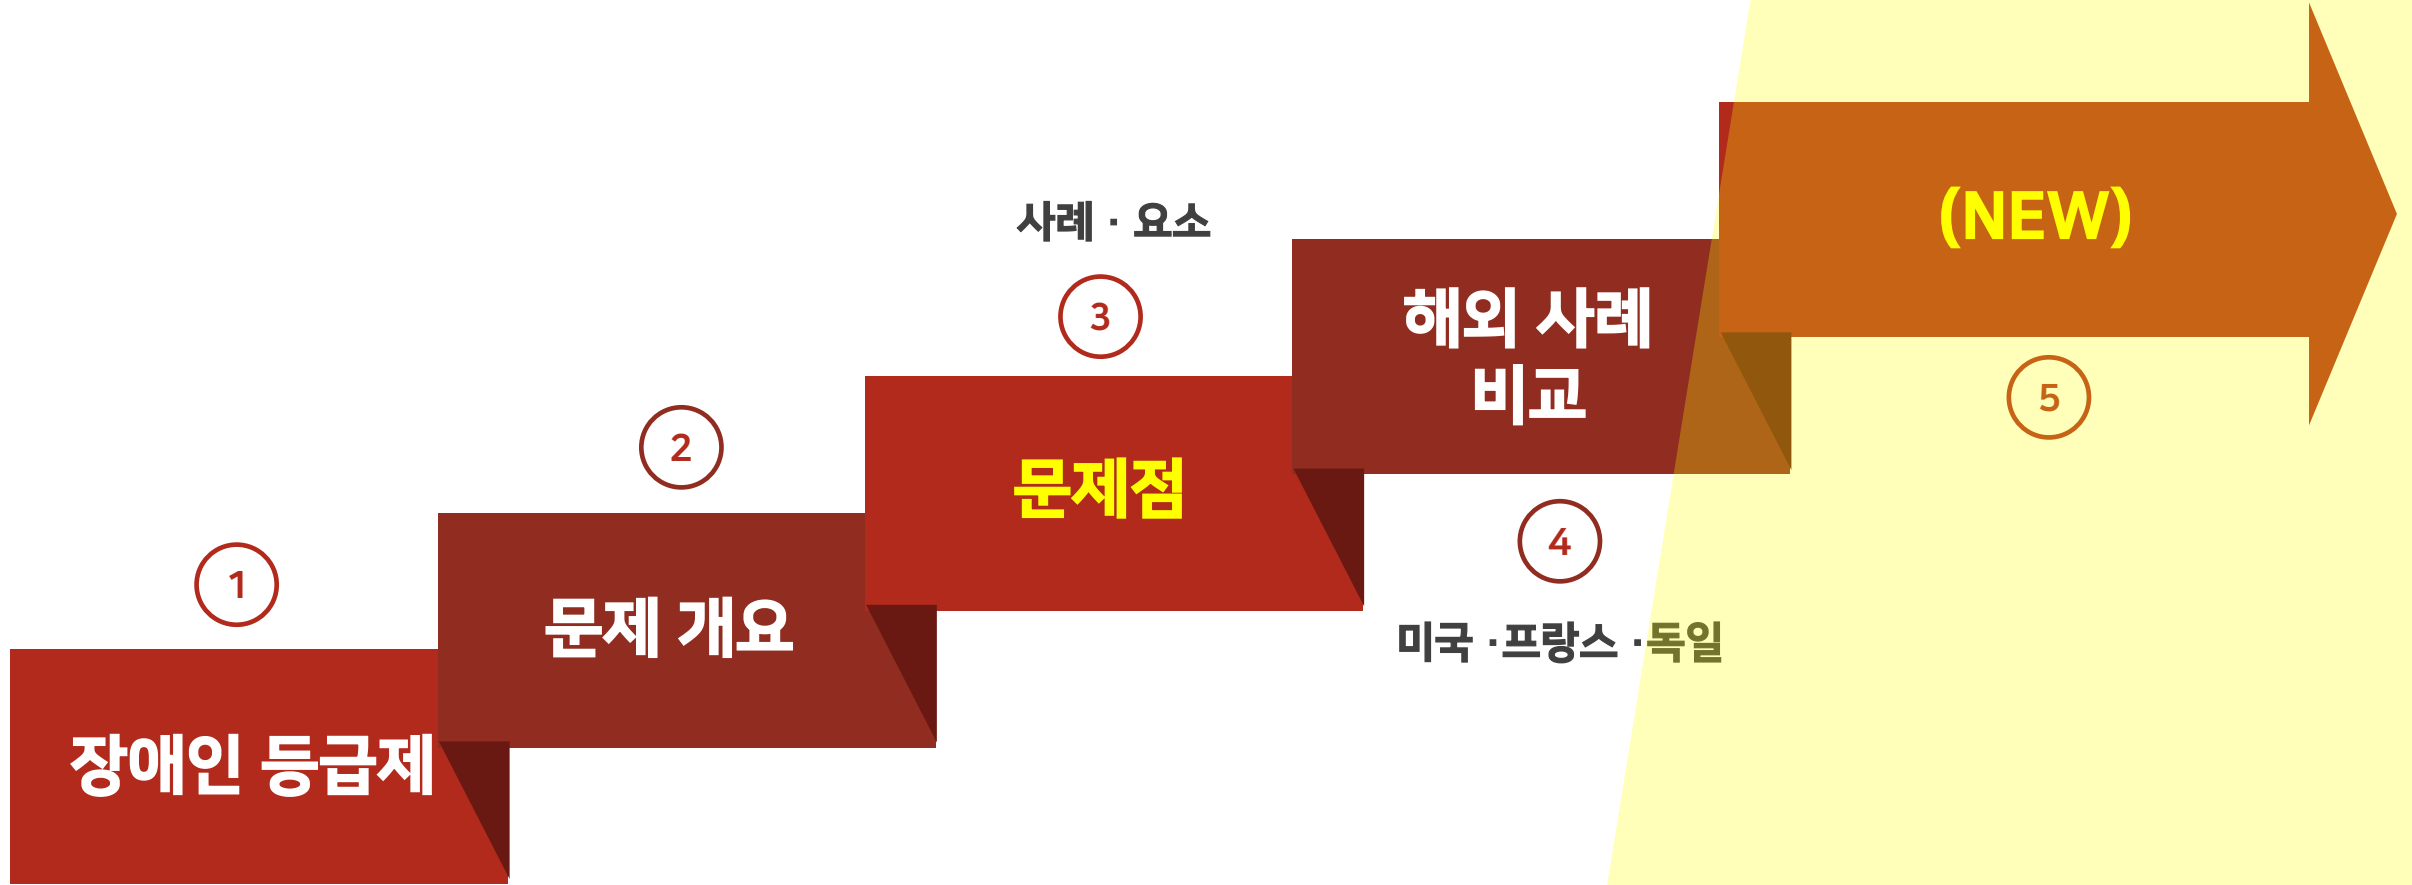 1
장애인 등급제
2
문제 개요
사례 · 요소
3
문제점
해외 사례
비교
4
미국 ·프랑스 ·독일
(NEW)
5